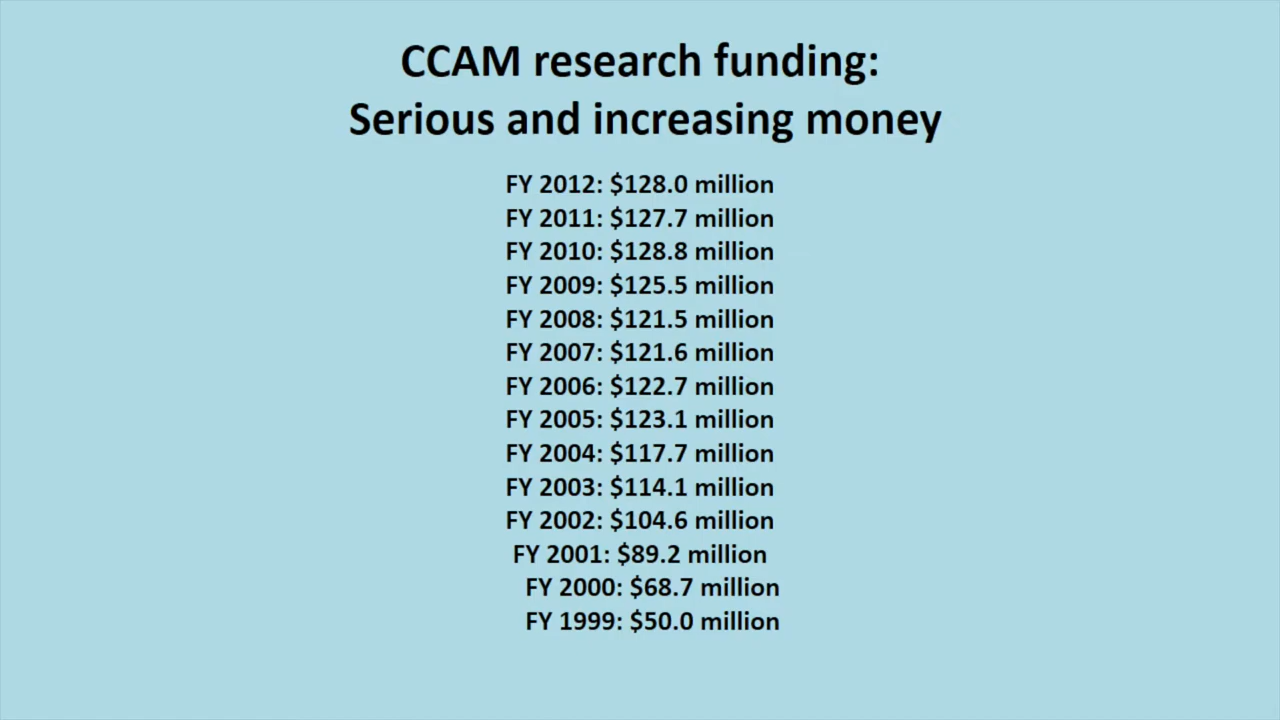 CCAM research funding:
Serious and increasing money
FY 2012: $128.0 million
FY 2011: $127.7 million
FY 2010: $128.8 million
FY 2009: $125.5 million
FY 2008: $121.5 million
FY 2007: $121.6 million
FY 2006: $122.7 million
FY 2005: $123.1 million
FY 2004: $117.7 million
FY 2003: $114.1 million
FY 2002: $104.6 million
FY 2001: $89.2 million
FY 2000: $68.7 million
FY 1999: $50.0 million